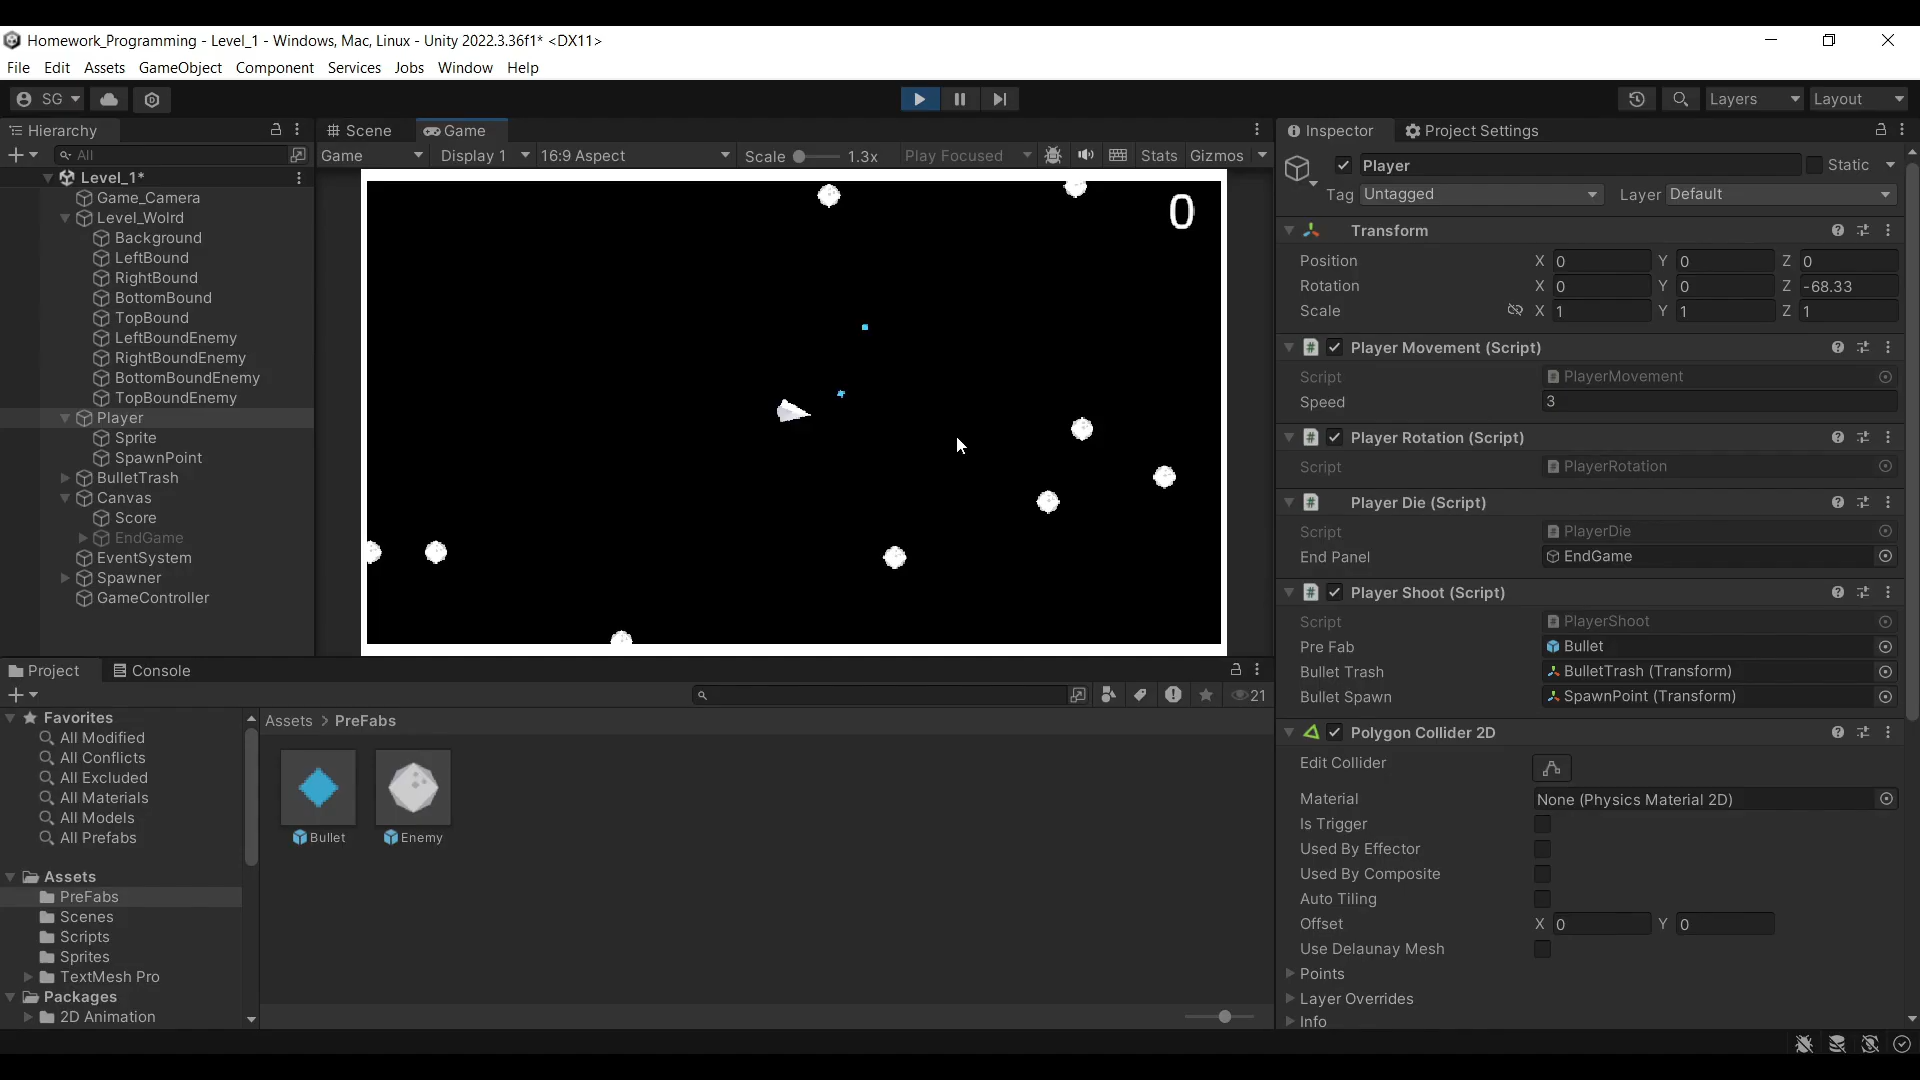 Homework_Programming - Level_1 - Windows, Mac, Linux - Unity 2022.3.36f1* <DX11>
File Edit Assets GameObject Component Services Jobs Window Help
SG Layers Layout
Hierarchy
All
Level_1*
Game_Camera
Level_Wolrd
Background
LeftBound
RightBound
BottomBound
TopBound
LeftBoundEnemy
RightBoundEnemy
BottomBoundEnemy
TopBoundEnemy
Player
Sprite
SpawnPoint
BulletTrash
Canvas
Score
EndGame
EventSystem
Spawner
GameController
Scene Game
Game Display 1 16:9 Aspect Scale 1.3x Play Focused Stats Gizmos
0
Inspector Project Settings
Player Static
Tag Untagged Layer Default
Transform
Position X 0 Y 0 Z 0
Rotation X 0 Y 0 Z -68.33
Scale X 1 Y 1 Z 1
Player Movement (Script)
Script PlayerMovement
Speed 3
Player Rotation (Script)
Script PlayerRotation
Player Die (Script)
Script PlayerDie
End Panel EndGame
Player Shoot (Script)
Script PlayerShoot
Pre Fab Bullet
Bullet Trash BulletTrash (Transform)
Bullet Spawn SpawnPoint (Transform)
Polygon Collider 2D
Edit Collider
Material None (Physics Material 2D)
Is Trigger
Used By Effector
Used By Composite
Auto Tiling
Offset X 0 Y 0
Use Delaunay Mesh
Points
Layer Overrides
Info
Project Console
21
Favorites
All Modified
All Conflicts
All Excluded
All Materials
All Models
All Prefabs
Assets
PreFabs
Scenes
Scripts
Sprites
TextMesh Pro
Packages
2D Animation
Assets > PreFabs
Bullet Enemy